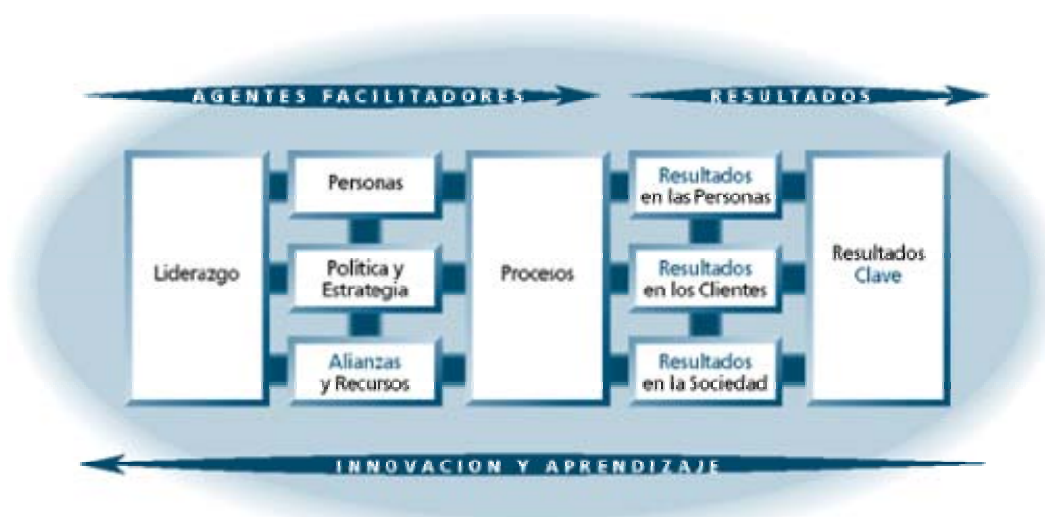 AGENTES FACILITADORES
RESULTADOS
Liderazgo
Personas
Política y
Estrategia
Alianzas
y Recursos
Procesos
Resultados
en las Personas
Resultados
en los Clientes
Resultados
en la Sociedad
Resultados
Clave
INNOVACION Y APRENDIZAJE